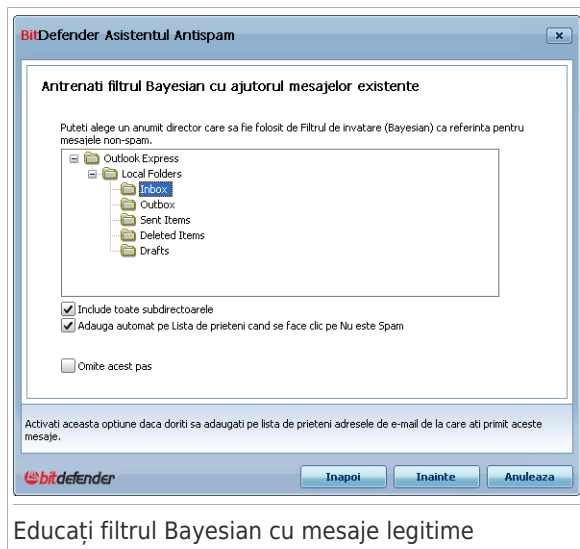 BitDefender Asistentul Antispam
Antrenati filtrul Bayesian cu ajutorul mesajelor existente
Puteti alege un anumit director care sa fie folosit de Filtrul de invatare (Bayesian) ca referinta pentru
mesajele non-spam.
Outlook Express
Local Folders
Inbox
Outbox
Sent Items
Deleted Items
Drafts
Include toate subdirectoarele
Adauga automat pe Lista de prieteni cand se face clic pe Nu este Spam
Omite acest pas
Activati aceasta optiune daca doriti sa adaugati pe lista de prieteni adresele de e-mail de la care ati primit aceste
mesaje.
bitdefender
Inapoi
Inainte
Anuleaza
Educați filtrul Bayesian cu mesaje legitime